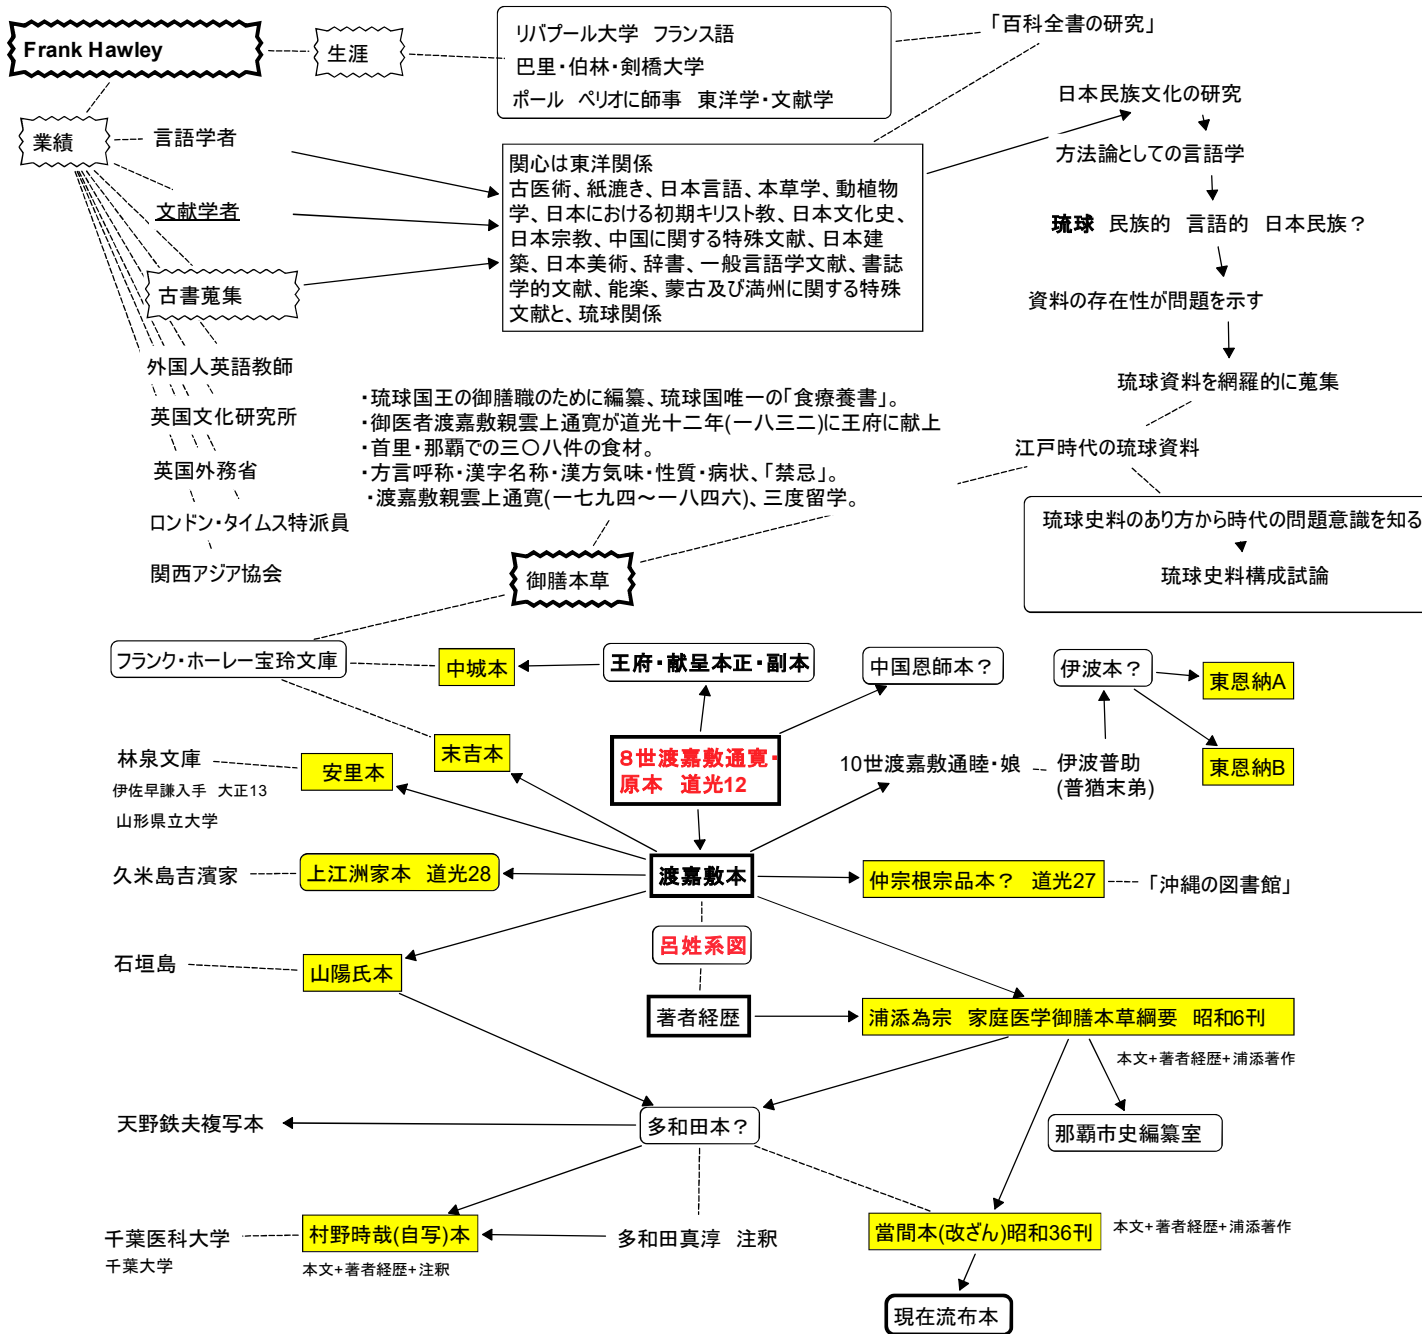 Frank Hawley
生涯
リバプール大学　フランス語
巴里・伯林・剣橋大学
ポール　ペリオに師事　東洋学・文献学
「百科全書の研究」
業績
言語学者
文献学者
古書蒐集
外国人英語教師
英国文化研究所
英国外務省
ロンドン・タイムス特派員
関西アジア協会
関心は東洋関係
古医術、紙漉き、日本言語、本草学、動植物
学、日本における初期キリスト教、日本文化史、
日本宗教、中国に関する特殊文献、日本建
築、日本美術、辞書、一般言語学文献、書誌
学的文献、能楽、蒙古及び満州に関する特殊
文献と、琉球関係
日本民族文化の研究
方法論としての言語学
琉球　民族的　言語的　日本民族？
資料の存在性が問題を示す
琉球資料を網羅的に蒐集
江戸時代の琉球資料
琉球史料のあり方から時代の問題意識を知る
琉球史料構成試論
・琉球国王の御膳職のために編纂、琉球国唯一の「食療養書」。
・御医者渡嘉敷親雲上通寛が道光十二年(一八三二)に王府に献上
・首里・那覇での三〇八件の食材。
・方言呼称・漢字名称・漢方気味・性質・病状、「禁忌」。
・渡嘉敷親雲上通寛(一七九四～一八四六)、三度留学。
御膳本草
フランク・ホーレー宝玲文庫
中城本
王府・献呈本正・副本
中国恩師本？
伊波本？
東恩納A
東恩納B
林泉文庫
伊佐早謙入手　大正13
山形県立大学
安里本
末吉本
８世渡嘉敷通寛・
原本　道光12
10世渡嘉敷通睦・娘
伊波普助
(普猷末弟)
久米島吉濱家
上江洲家本　道光28
渡嘉敷本
仲宗根宗品本？　道光27
「沖縄の図書館」
呂姓系図
石垣島
山陽氏本
著者経歴
浦添為宗　家庭医学御膳本草綱要　昭和6刊
本文+著者経歴+浦添著作
天野鉄夫複写本
多和田本？
那覇市史編纂室
千葉医科大学
千葉大学
村野時哉(自写)本
本文+著者経歴+注釈
多和田真淳　注釈
當間本(改ざん)昭和36刊
本文+著者経歴+浦添著作
現在流布本